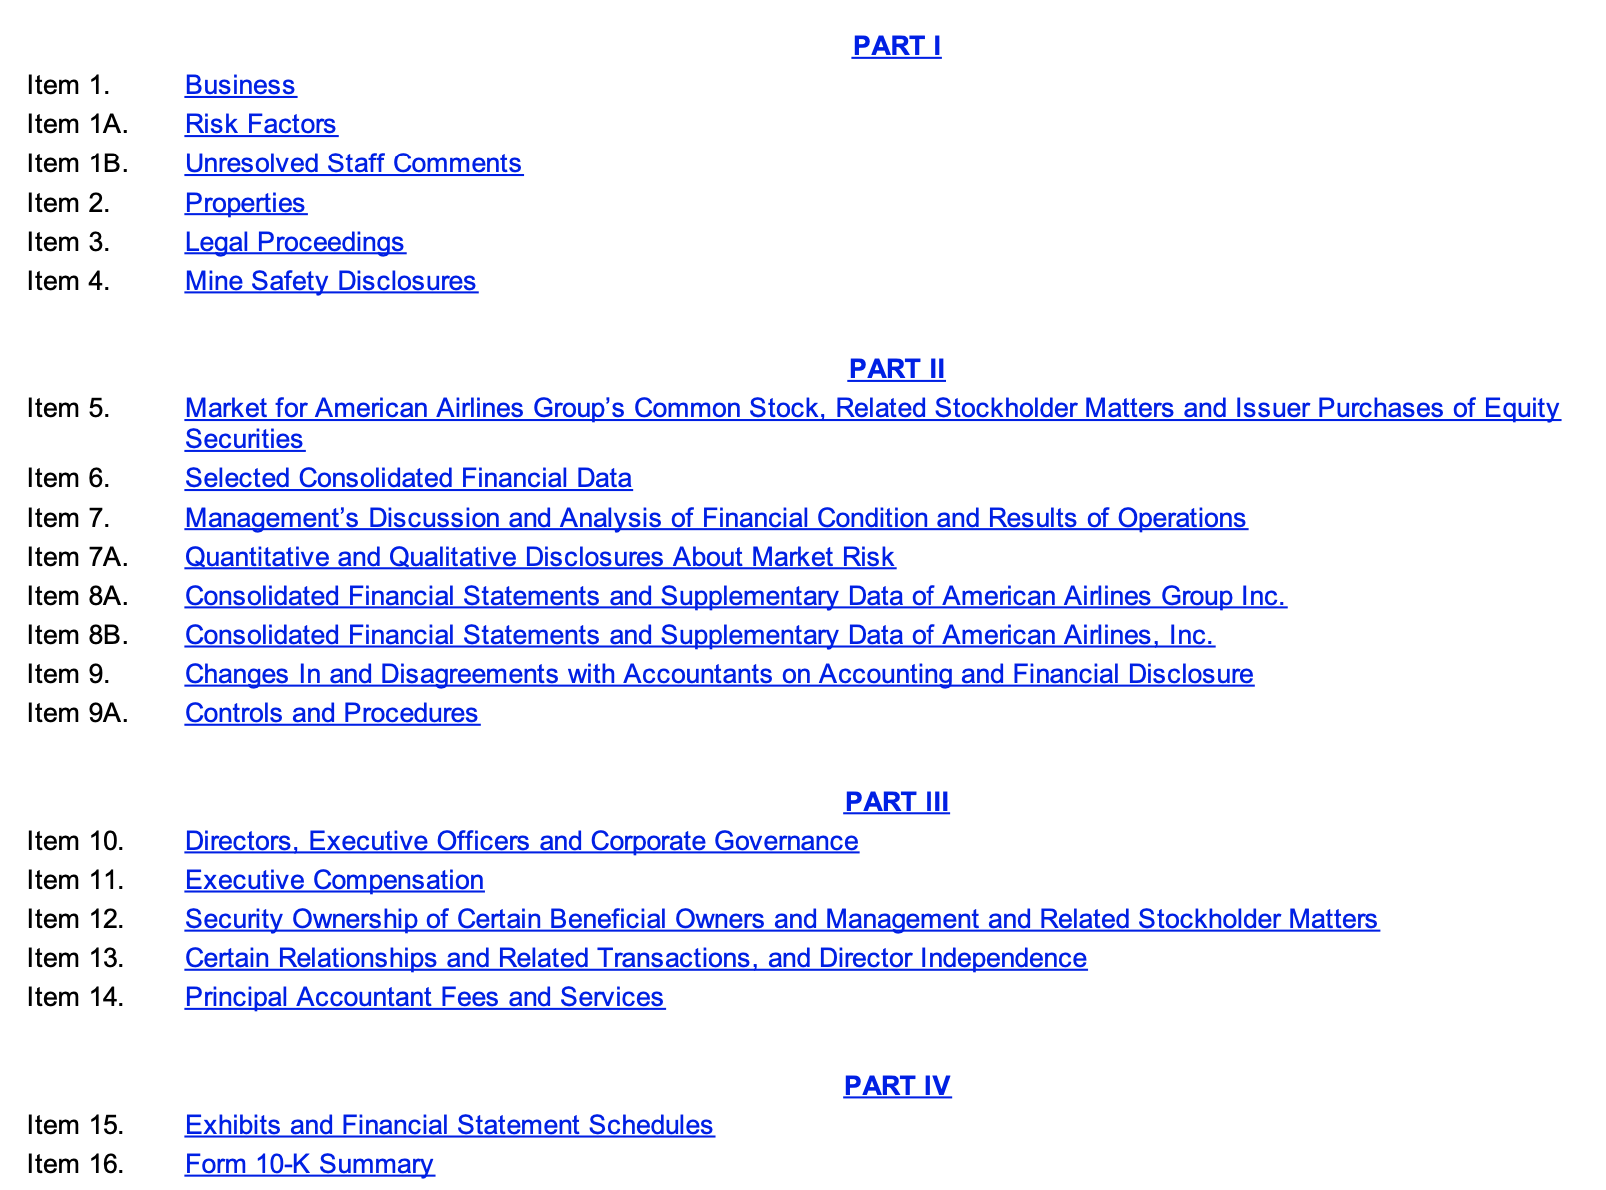 PART I
Item 1. Business
Item 1A. Risk Factors
Item 1B. Unresolved Staff Comments
Item 2. Properties
Item 3. Legal Proceedings
Item 4. Mine Safety Disclosures
PART II
Item 5. Market for American Airlines Group’s Common Stock, Related Stockholder Matters and Issuer Purchases of Equity
Securities
Item 6. Selected Consolidated Financial Data
Item 7. Management’s Discussion and Analysis of Financial Condition and Results of Operations
Item 7A. Quantitative and Qualitative Disclosures About Market Risk
Item 8A. Consolidated Financial Statements and Supplementary Data of American Airlines Group Inc.
Item 8B. Consolidated Financial Statements and Supplementary Data of American Airlines, Inc.
Item 9. Changes In and Disagreements with Accountants on Accounting and Financial Disclosure
Item 9A. Controls and Procedures
PART III
Item 10. Directors, Executive Officers and Corporate Governance
Item 11. Executive Compensation
Item 12. Security Ownership of Certain Beneficial Owners and Management and Related Stockholder Matters
Item 13. Certain Relationships and Related Transactions, and Director Independence
Item 14. Principal Accountant Fees and Services
PART IV
Item 15. Exhibits and Financial Statement Schedules
Item 16. Form 10-K Summary